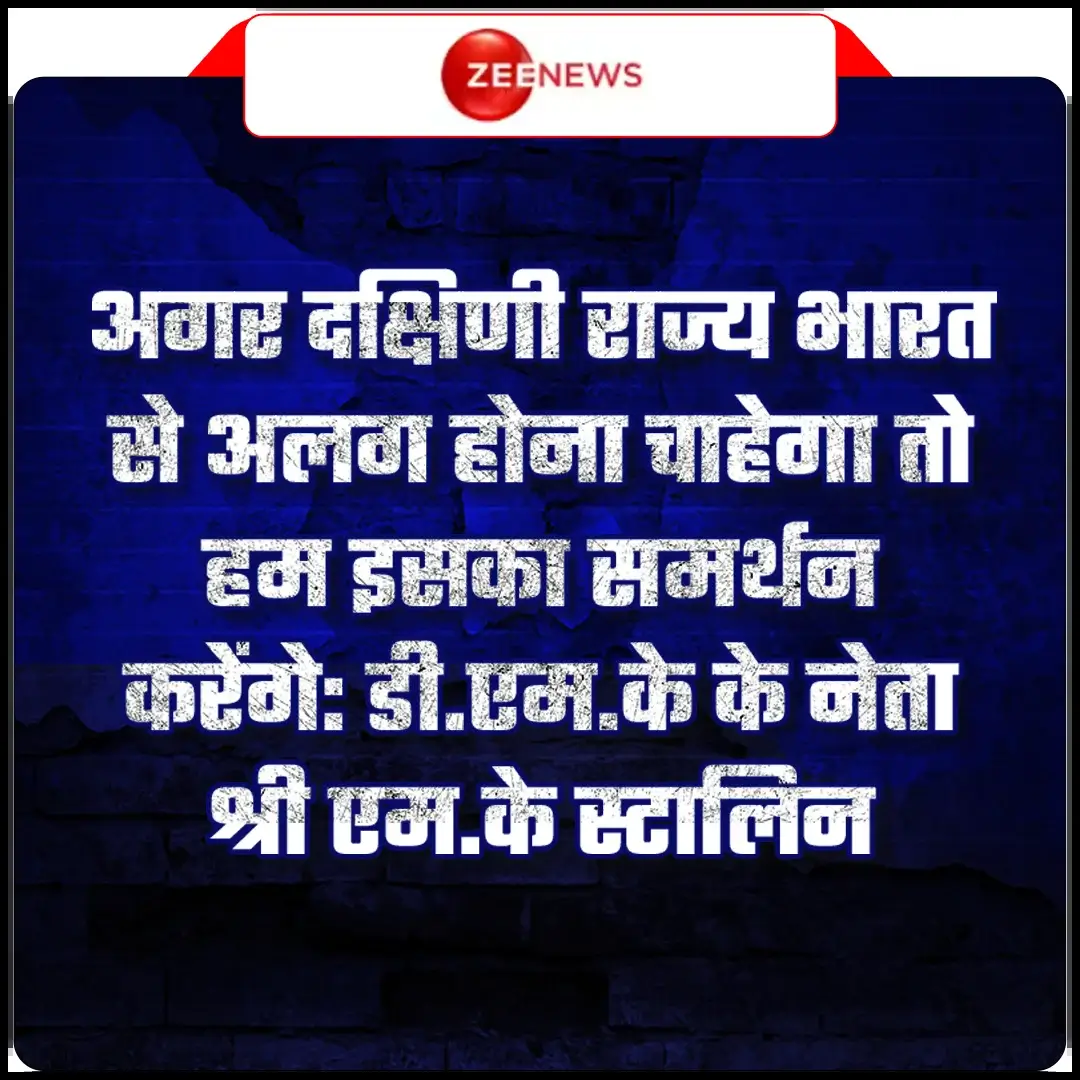 ZEENEWS
अगर दक्षिणी राज्य भारत
से अलग होना चाहेगा तो
हम इसका समर्थन
करेंगे: डी.एम.के के नेता
श्री एम.के स्टालिन